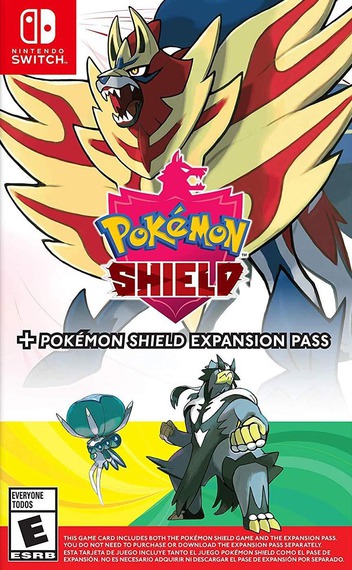 NINTENDO
SWITCH™
POKéMON™
SHIELD
+ POKÉMON SHIELD EXPANSION PASS
EVERYONE
TODOS
E
ESRB
THIS GAME CARD INCLUDES BOTH THE POKÉMON SHIELD GAME AND THE EXPANSION PASS.
YOU DO NOT NEED TO PURCHASE OR DOWNLOAD THE EXPANSION PASS SEPARATELY.
ESTA TARJETA DE JUEGO INCLUYE TANTO EL JUEGO POKÉMON SHIELD COMO EL PASE DE
EXPANSIÓN. NO ES NECESARIO ADQUIRIR NI DESCARGAR EL PASE DE EXPANSIÓN POR SEPARADO.